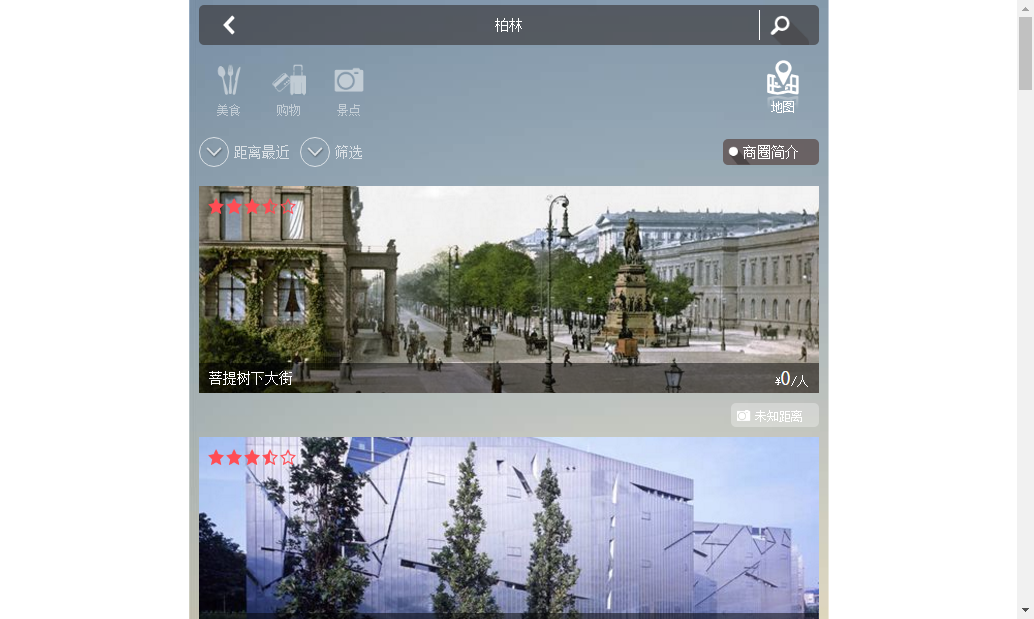 柏林
美食 购物 景点 地图
距离最近 筛选 商圈简介
菩提树下大街 ¥0/人
未知距离